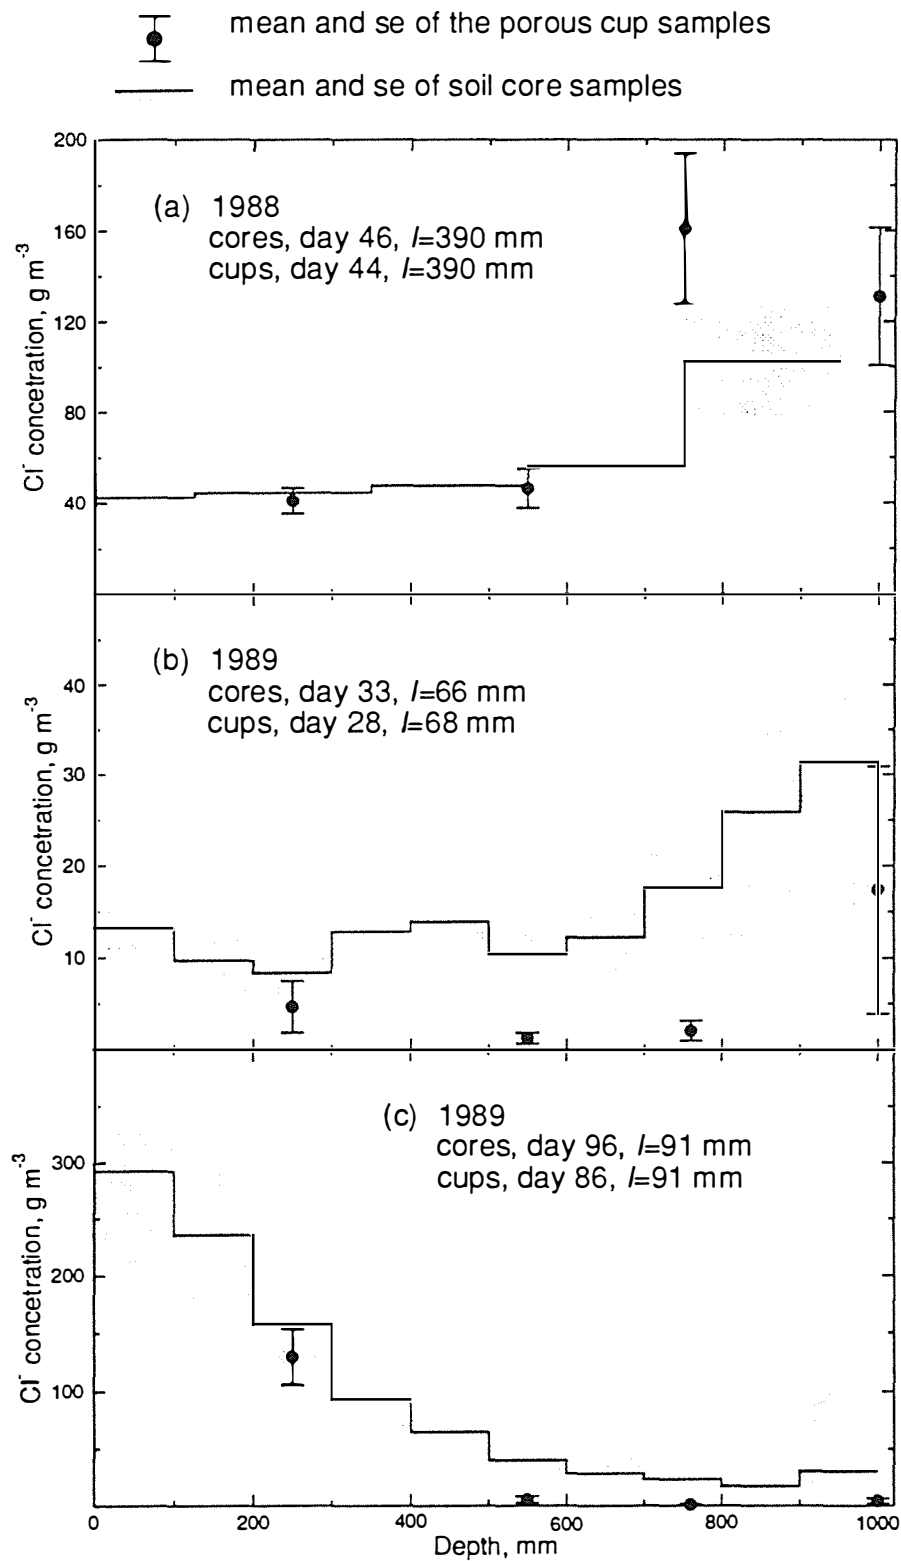 mean and se of the porous cup samples
mean and se of soil core samples
200
160
120
80
40
Cl⁻ concetration, g m⁻³
(a) 1988
cores, day 46, l=390 mm
cups, day 44, l=390 mm
40
30
20
10
Cl⁻ concetration, g m⁻³
(b) 1989
cores, day 33, l=66 mm
cups, day 28, l=68 mm
300
200
100
Cl⁻ concetration, g m⁻³
(c) 1989
cores, day 96, l=91 mm
cups, day 86, l=91 mm
0 200 400 600 800 1000
Depth, mm